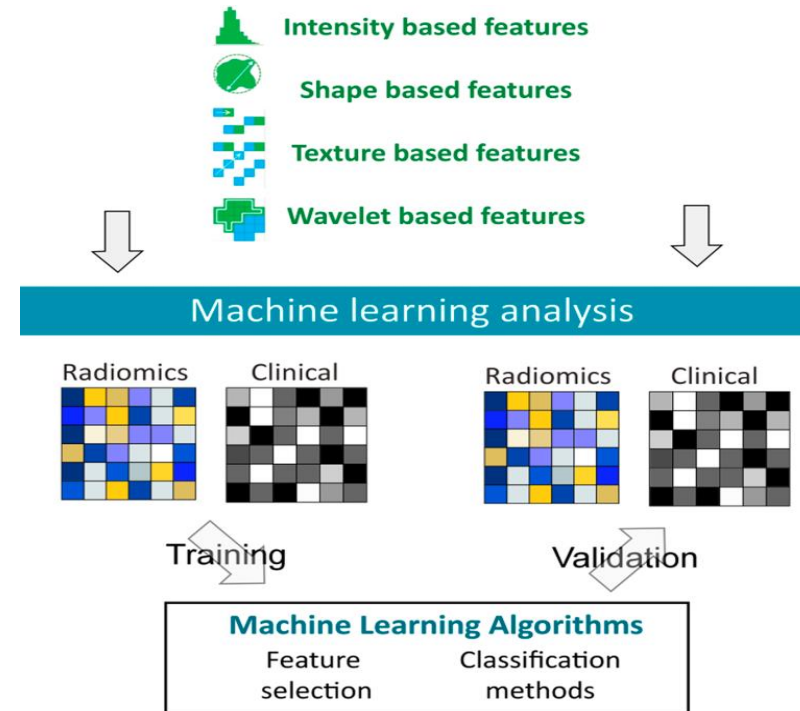 Intensity based features
Shape based features
Texture based features
Wavelet based features
Machine learning analysis
Radiomics
Clinical
Radiomics
Clinical
Training
Validation
Machine Learning Algorithms
Feature
selection
Classification
methods